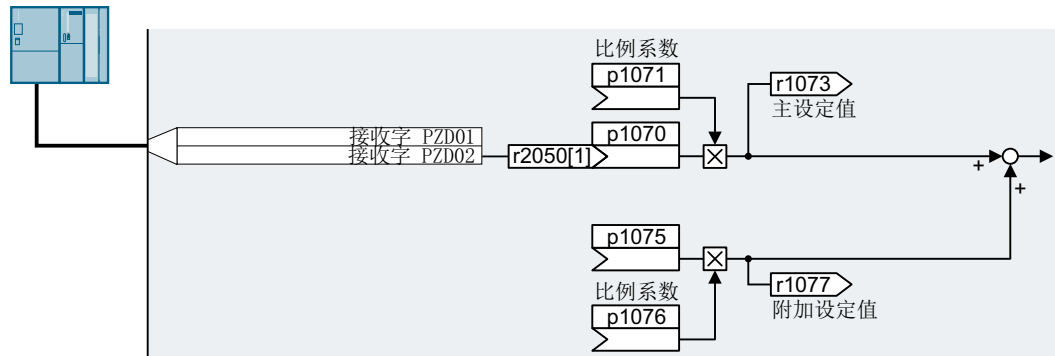 比例系数
p1071
r1073
主设定值
接收字 PZD01
接收字 PZD02
r2050[1]
p1070
+
+
p1075
r1077
附加设定值
比例系数
p1076